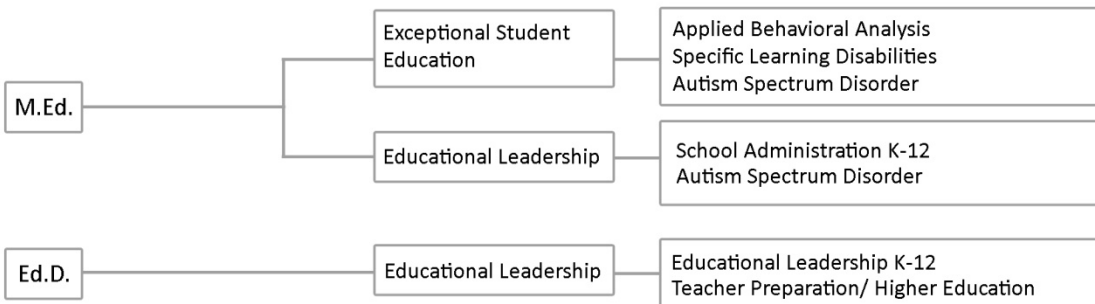 M.Ed.
Exceptional Student
Education
Applied Behavioral Analysis
Specific Learning Disabilities
Autism Spectrum Disorder
Educational Leadership
School Administration K-12
Autism Spectrum Disorder
Ed.D.
Educational Leadership
Educational Leadership K-12
Teacher Preparation/ Higher Education